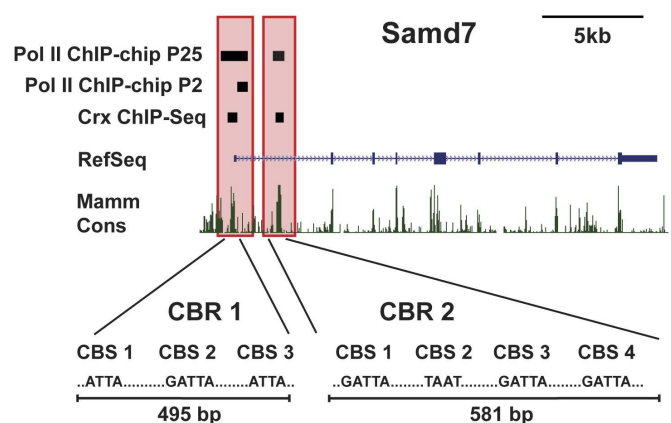 Samd7
5kb
Pol II ChIP-chip P25
Pol II ChIP-chip P2
Crx ChIP-Seq
RefSeq
Mamm
Cons
CBR 1
CBR 2
CBS 1 CBS 2 CBS 3
CBS 1 CBS 2 CBS 3 CBS 4
..ATTA..........GATTA........ATTA..
..GATTA........TAAT.........GATTA........GATTA...
495 bp
581 bp